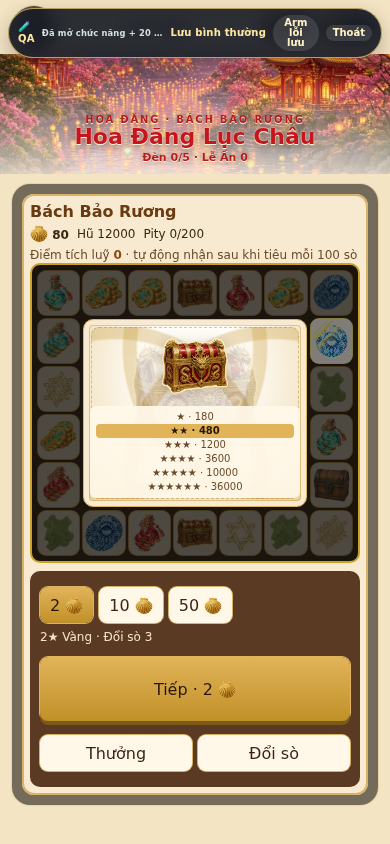 🧪 QA
Đã mở chức năng + 20 …
Lưu bình thường
Arm lỗi lưu
Thoát
HOA ĐĂNG · BÁCH BẢO RƯƠNG
Hoa Đăng Lục Châu
Đèn 0/5 · Lễ Ấn 0
Bách Bảo Rương
80 Hũ 12000 Pity 0/200
Điểm tích luỹ 0 · tự động nhận sau khi tiêu mỗi 100 sò
★ · 180
★★ · 480
★★★ · 1200
★★★★ · 3600
★★★★★ · 10000
★★★★★★ · 36000
2
10
50
2★ Vàng · Đổi sò 3
Tiếp · 2
Thưởng
Đổi sò